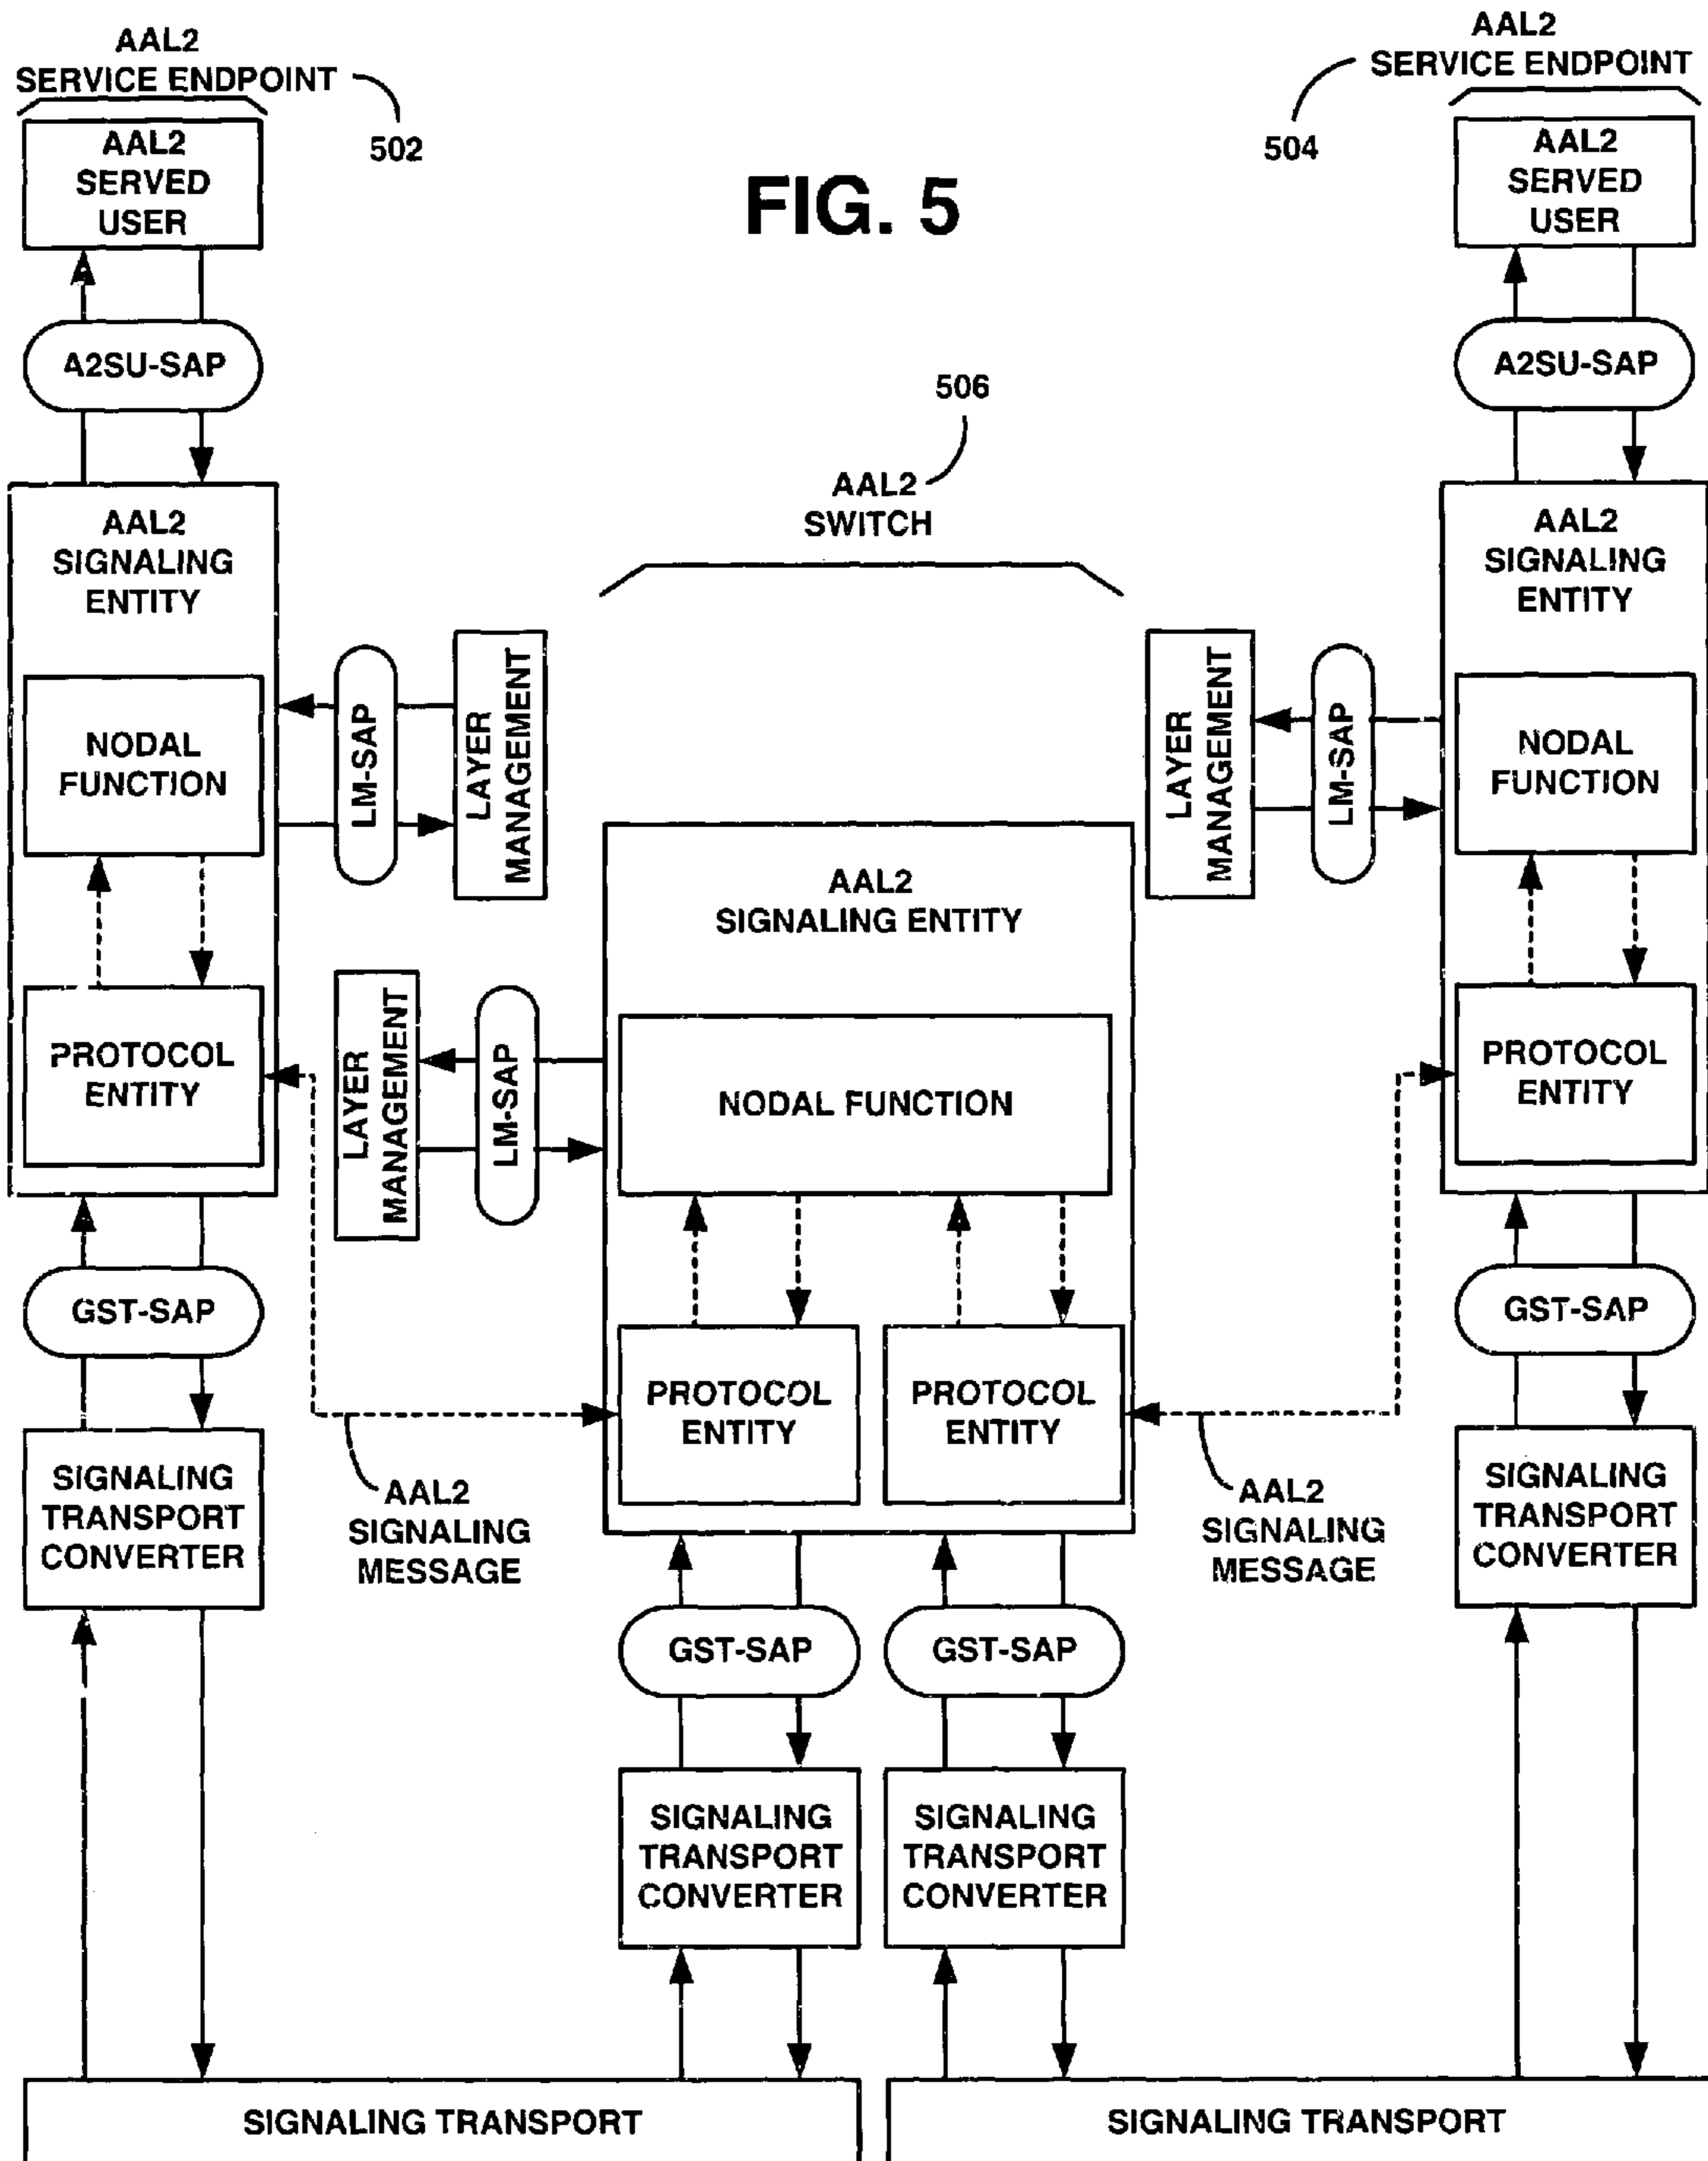 AAL2
SERVICE ENDPOINT
502
AAL2
SERVED
USER
A2SU-SAP
AAL2
SIGNALING
ENTITY
NODAL
FUNCTION
PROTOCOL
ENTITY
LM-SAP
LAYER
MANAGEMENT
GST-SAP
SIGNALING
TRANSPORT
CONVERTER
FIG. 5
506
AAL2
SWITCH
AAL2
SIGNALING ENTITY
NODAL FUNCTION
LAYER
MANAGEMENT
LM-SAP
PROTOCOL
ENTITY
PROTOCOL
ENTITY
AAL2
SIGNALING
MESSAGE
AAL2
SIGNALING
MESSAGE
GST-SAP
GST-SAP
SIGNALING
TRANSPORT
CONVERTER
SIGNALING
TRANSPORT
CONVERTER
AAL2
SERVICE ENDPOINT
504
AAL2
SERVED
USER
A2SU-SAP
AAL2
SIGNALING
ENTITY
LAYER
MANAGEMENT
LM-SAP
NODAL
FUNCTION
PROTOCOL
ENTITY
GST-SAP
SIGNALING
TRANSPORT
CONVERTER
SIGNALING TRANSPORT
SIGNALING TRANSPORT